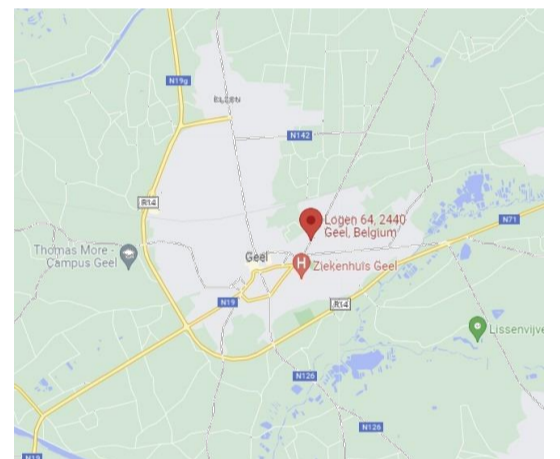 N19g
ELZEN
N142
R14
Logen 64, 2440
Geel, Belgium
N71
Thomas More -
Campus Geel
Geel
Ziekenhuis Geel
H
N19
R14
Lissenvijve
N126
N126
N19